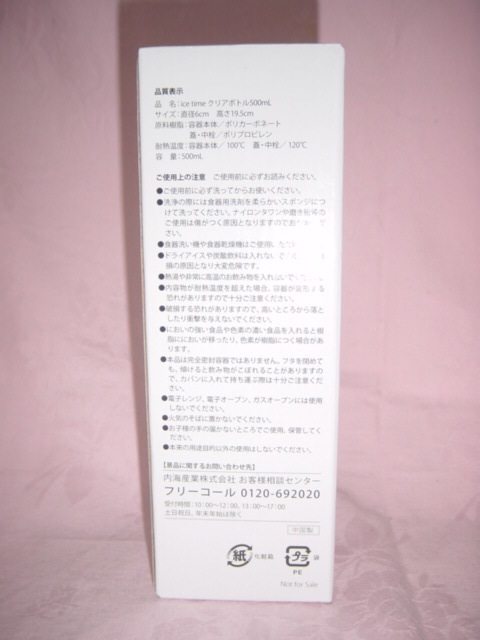 品質表示
品 名：ice time クリアボトル500mL
サイズ：直径6cm 高さ19.5cm
原料樹脂：容器本体／ポリカーボネート
蓋・中栓／ポリプロピレン
耐熱温度：容器本体／100℃ 蓋・中栓／120℃
容 量：500mL
ご使用上の注意 ご使用前に必ずお読みください。
●ご使用前に必ず洗ってからお使いください。
●洗浄の際には食器用洗剤を柔らかいスポンジにつ
けて洗ってください。ナイロンタワシや磨き粉等の
ご使用は傷がつく原因となりますのでお
さい。
●食器洗い機や食器乾燥機はご使用に
●ドライアイスや炭酸飲料は入れないで
損の原因となり大変危険です。
●熱湯や非常に高温のお飲み物を入れないで
●内容物が耐熱温度を超えた場合、容器が変形する
恐れがありますので十分ご注意ください。
●破損する恐れがありますので、高いところから落と
したり衝撃を与えないでください。
●においの強い食品や色素の濃い食品を入れると樹
脂ににおいが移ったり、色素が樹脂につく場合があ
ります。
●本品は完全密封容器ではありません。フタを閉めて
も、傾けると飲み物がこぼれることがありますの
で、カバンに入れて持ち運ぶ際は十分ご注意くださ
い。
●電子レンジ、電子オーブン、ガスオーブンには使用
しないでください。
●火気のそばに置かないでください。
●お子様の手の届かないところでご使用、保管してく
ださい。
●本来の用途目的以外の使用はしないでください。
【景品に関するお問い合わせ先】
内海産業株式会社 お客様相談センター
フリーコール 0120-692020
受付時間：10：00〜12：00、13：00〜17：00
土日祝日、年末年始は除く
中国製
紙 化粧箱
プラ 袋
PE
Not for Sale